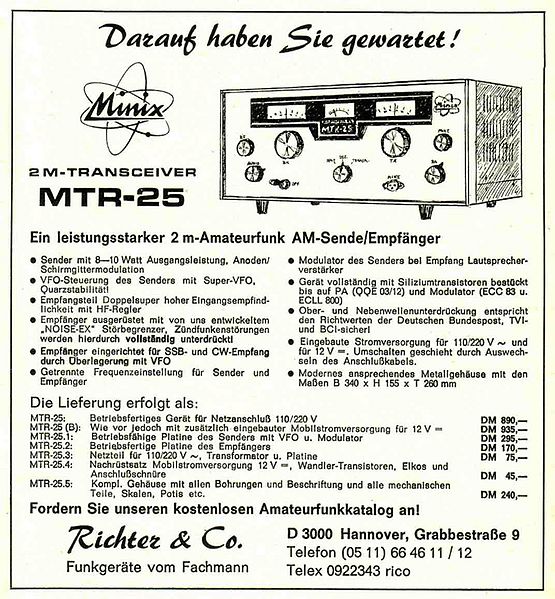 Darauf haben Sie gewartet!
Minix
2M-TRANSCEIVER
MTR-25
Minix
MTR-25
Ein leistungsstarker 2 m-Amateurfunk AM-Sende/Empfänger
● Sender mit 8—10 Watt Ausgangsleistung, Anoden/
Schirmgittermodulation
● VFO-Steuerung des Senders mit Super-VFO,
Quarzstabilität!
● Empfangsteil Doppelsuper hoher Eingangsempfind-
lichkeit mit HF-Regler
● Empfänger ausgerüstet mit von uns entwickeltem
„NOISE-EX" Störbegrenzer, Zündfunkenstörungen
werden hierdurch vollständig unterdrückt!
● Empfänger eingerichtet für SSB- und CW-Empfang
durch Überlagerung mit VFO
● Getrennte Frequenzeinstellung für Sender und
Empfänger
● Modulator des Senders bei Empfang Lautsprecher-
verstärker
● Gerät vollständig mit Siliziumtransistoren bestückt
bis auf PA (QQE 03/12) und Modulator (ECC 83 u.
ECLL 800)
● Ober- und Nebenwellenunterdrückung entspricht
den Richtwerten der Deutschen Bundespost, TVI-
und BCI-sicher!
● Eingebaute Stromversorgung für 110/220 V ~ und
für 12 V =. Umschalten geschieht durch Auswech-
seln des Anschlußkabels.
● Modernes ansprechendes Metallgehäuse mit den
Maßen B 340 x H 155 x T 260 mm
Die Lieferung erfolgt als:
MTR-25: Betriebsfertiges Gerät für Netzanschluß 110/220 V DM 890,—
MTR-25 (B): Wie vor jedoch mit zusätzlich eingebauter Mobilstromversorgung für 12 V = DM 935,—
MTR-25.1: Betriebsfähige Platine des Senders mit VFO u. Modulator DM 295,—
MTR-25.2: Betriebsfertige Platine des Empfängers DM 170,—
MTR-25.3: Netzteil für 110/220 V ~, Transformator u. Platine DM 75,—
MTR-25.4: Nachrüstsatz Mobilstromversorgung 12 V =, Wandler-Transistoren, Elkos und
Anschlußschnüre DM 45,—
MTR-25.5: Kompl. Gehäuse mit allen Bohrungen und Beschriftung und alle mechanischen
Teile, Skalen, Potis etc. DM 240,—
Fordern Sie unseren kostenlosen Amateurfunkkatalog an!
Richter & Co.
Funkgeräte vom Fachmann
D 3000 Hannover, Grabbestraße 9
Telefon (05 11) 66 46 11 / 12
Telex 0922343 rico